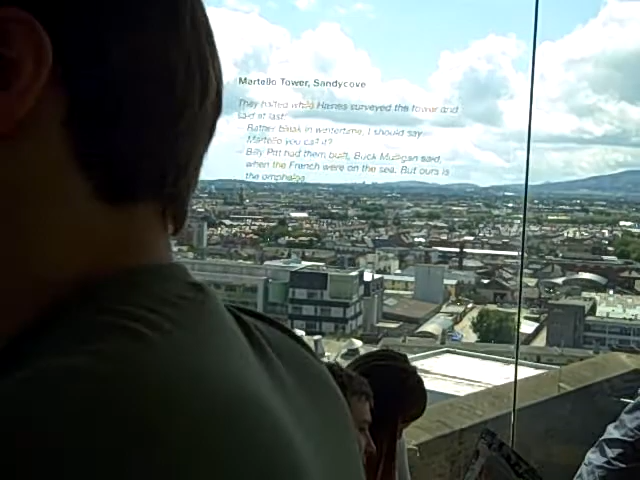 Martello Tower, Sandycove
They halted while Haines surveyed the tower and
said at last:
- Rather bleak in wintertime, I should say.
Martello you call it?
- Billy Pitt had them built, Buck Mulligan said,
when the French were on the sea. But ours is
the omphalos.